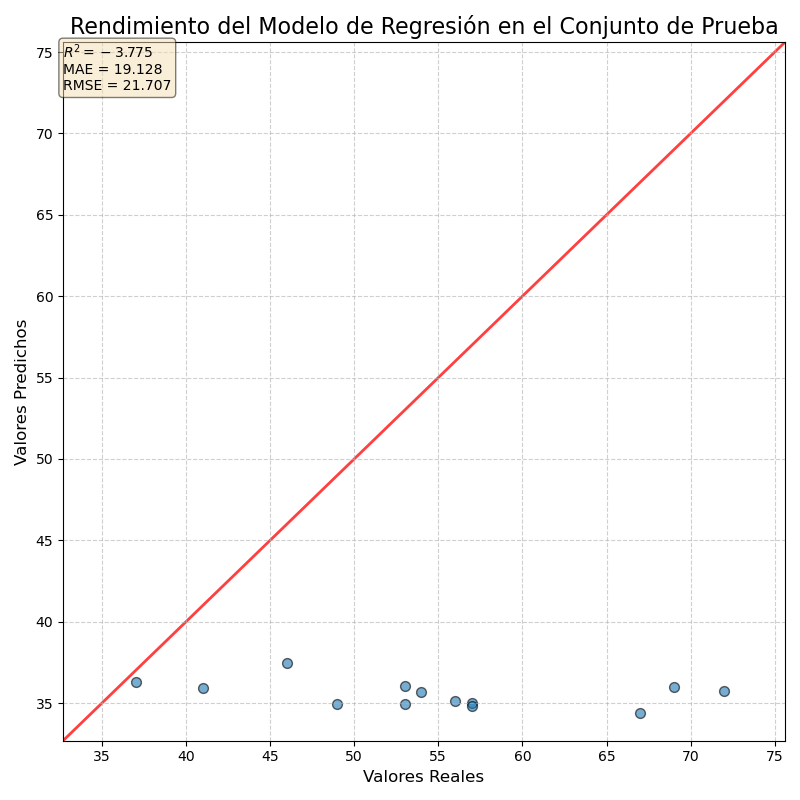 Rendimiento del Modelo de Regresión en el Conjunto de Prueba
R² = − 3.775
MAE = 19.128
RMSE = 21.707
75
70
65
60
55
50
45
40
35
Valores Predichos
35 40 45 50 55 60 65 70 75
Valores Reales